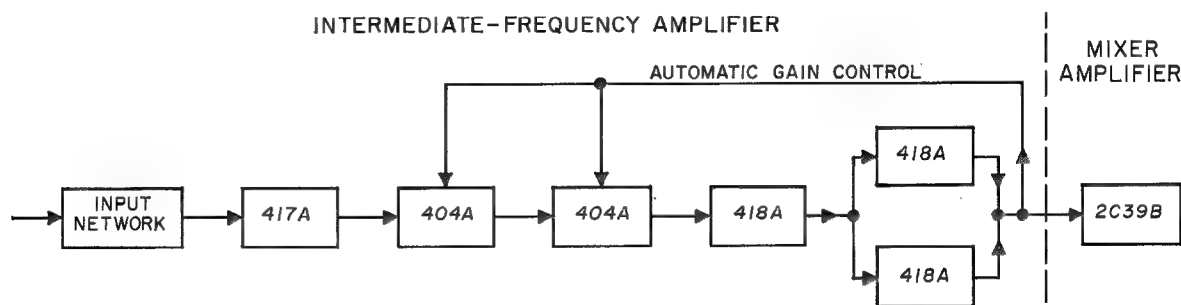 INTERMEDIATE-FREQUENCY AMPLIFIER
MIXER
AMPLIFIER
AUTOMATIC GAIN CONTROL
418A
INPUT
NETWORK
417A
404A
404A
418A
2C39B
418A